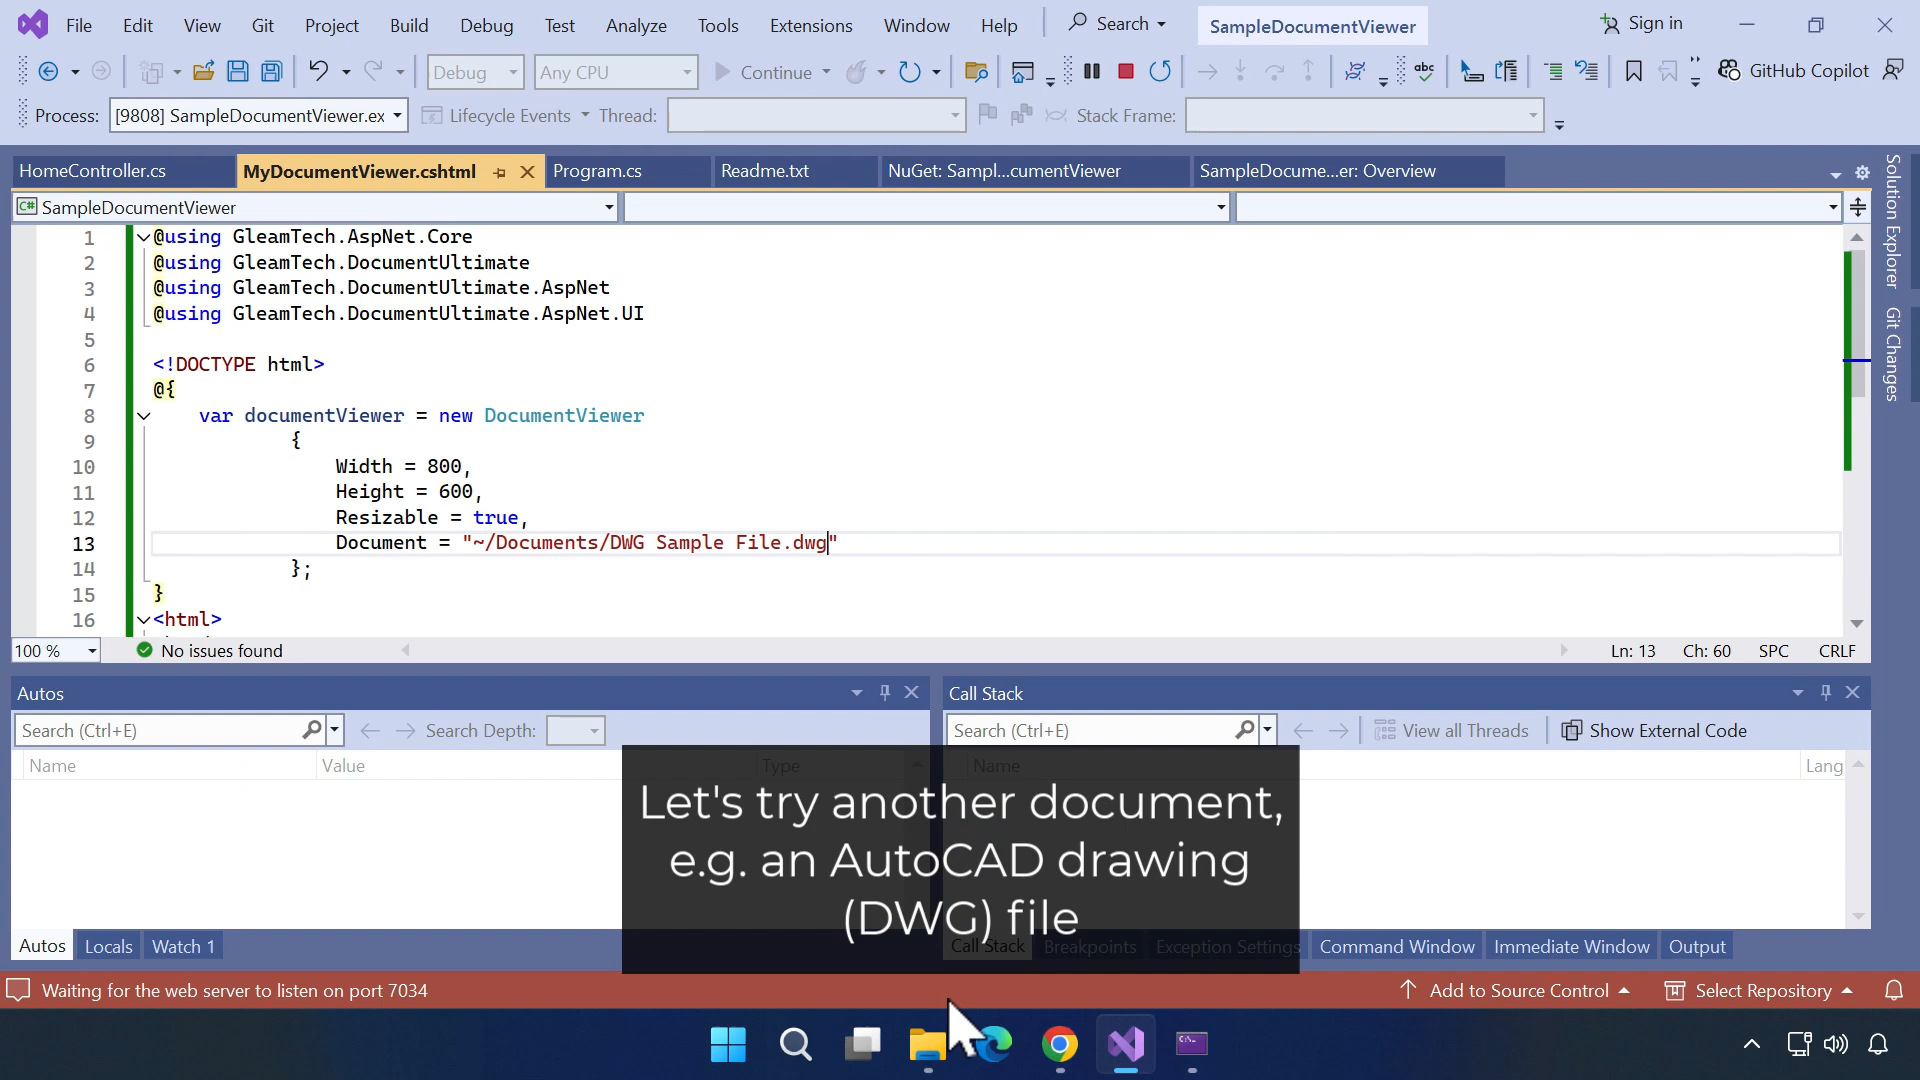 File Edit View Git Project Build Debug Test Analyze Tools Extensions Window Help Search SampleDocumentViewer Sign in
Debug Any CPU Continue abc GitHub Copilot
Process: [9808] SampleDocumentViewer.ex Lifecycle Events Thread: Stack Frame:
HomeController.cs MyDocumentViewer.cshtml Program.cs Readme.txt NuGet: Sampl...cumentViewer SampleDocume...er: Overview
C# SampleDocumentViewer
Solution Explorer
Git Changes
1 @using GleamTech.AspNet.Core
2 @using GleamTech.DocumentUltimate
3 @using GleamTech.DocumentUltimate.AspNet
4 @using GleamTech.DocumentUltimate.AspNet.UI
5
6 <!DOCTYPE html>
7 @{
8 var documentViewer = new DocumentViewer
9 {
10 Width = 800,
11 Height = 600,
12 Resizable = true,
13 Document = "~/Documents/DWG Sample File.dwg"
14 };
15 }
16 <html>
100 % No issues found Ln: 13 Ch: 60 SPC CRLF
Autos
Search (Ctrl+E) Search Depth:
Name Value Type
Call Stack
Search (Ctrl+E) View all Threads Show External Code
Name Lang
Let's try another document,
e.g. an AutoCAD drawing
(DWG) file
Autos Locals Watch 1 Call Stack Breakpoints Exception Settings Command Window Immediate Window Output
Waiting for the web server to listen on port 7034 Add to Source Control Select Repository